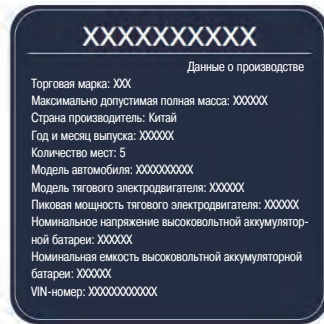 XXXXXXXXXX
Данные о производстве
Торговая марка: XXX
Максимально допустимая полная масса: XXXXXX
Страна производитель: Китай
Год и месяц выпуска: XXXXXX
Количество мест: 5
Модель автомобиля: XXXXXXXXXX
Модель тягового электродвигателя: XXXXXX
Пиковая мощность тягового электродвигателя: XXXXXX
Номинальное напряжение высоковольтной аккумулятор-
ной батареи: XXXXXX
Номинальная емкость высоковольтной аккумуляторной
батареи: XXXXXX
VIN-номер: XXXXXXXXXXXX